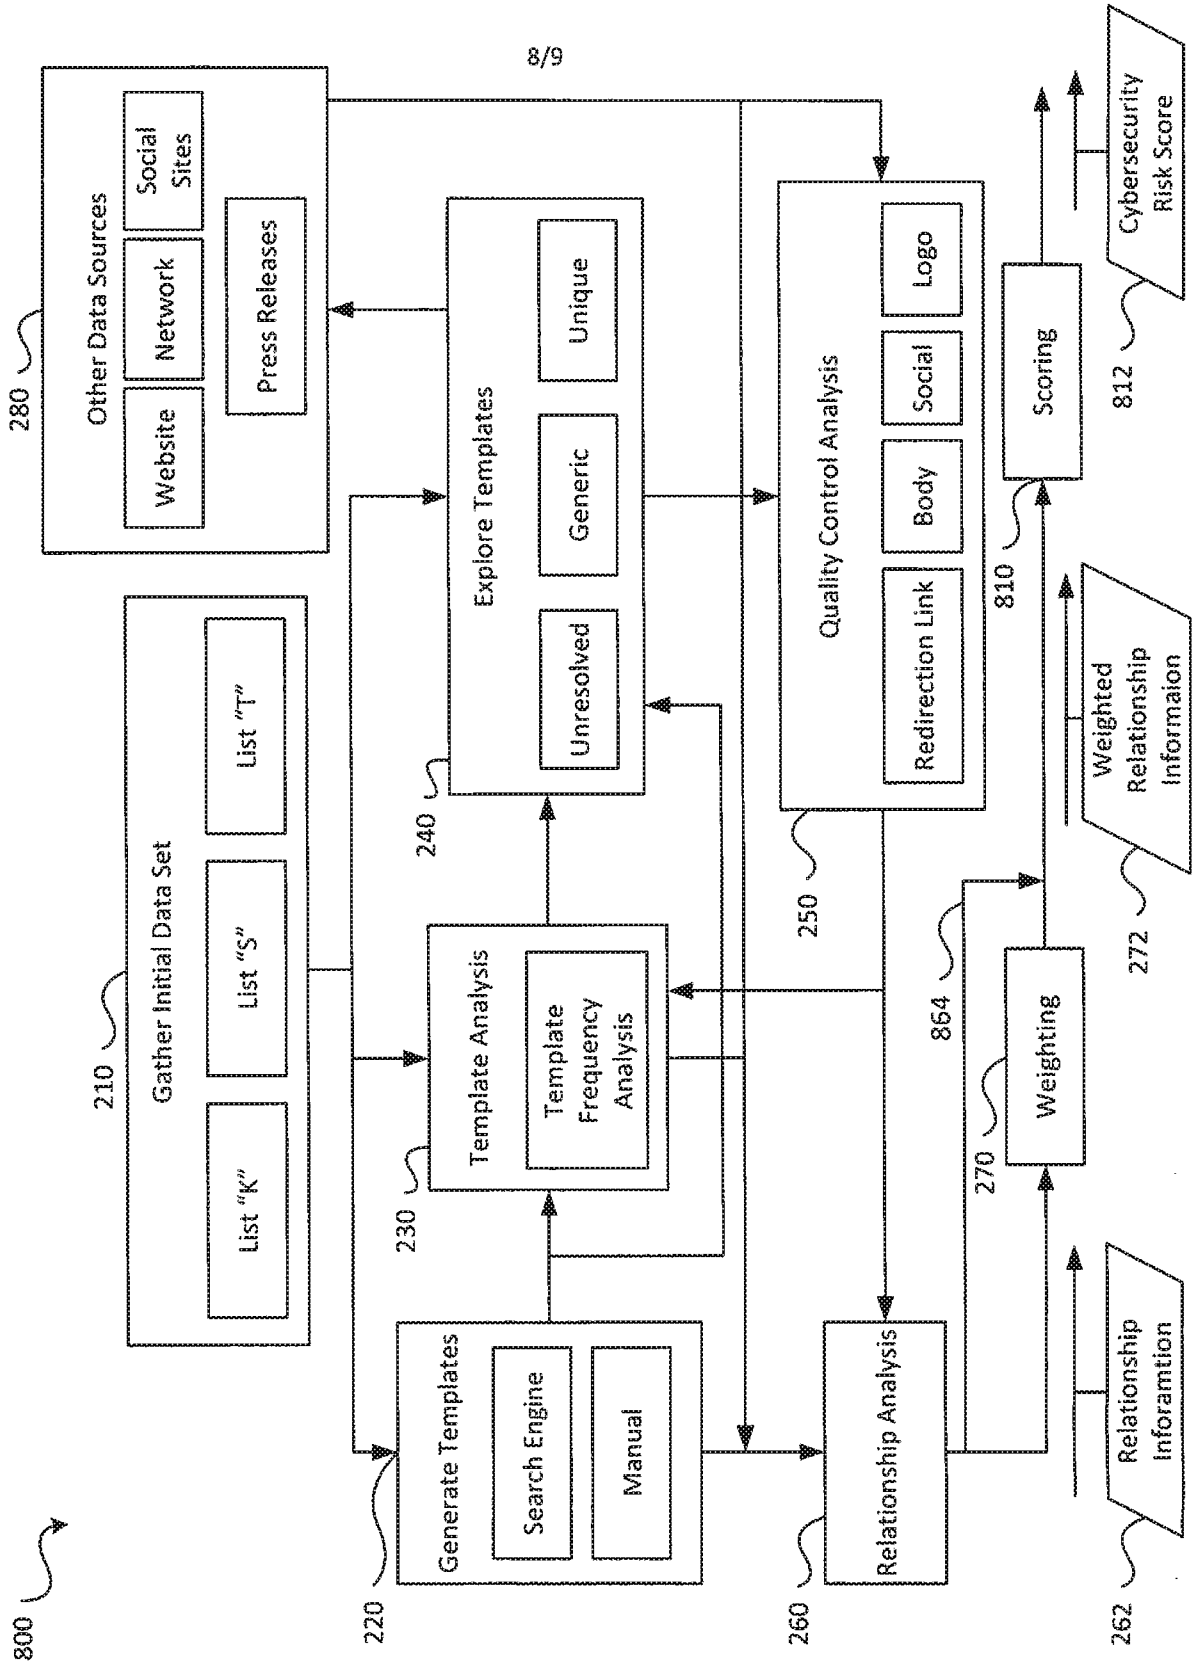 8/9
800
210
Gather Initial Data Set
List “K”
List “S”
List “T”
280
Other Data Sources
Website
Network
Social
Sites
Press Releases
220
Generate Templates
Search Engine
Manual
230
Template Analysis
Template
Frequency
Analysis
240
Explore Templates
Unresolved
Generic
Unique
260
Relationship Analysis
250
Quality Control Analysis
Redirection Link
Body
Social
Logo
864
270
Weighting
810
Scoring
262
Relationship
Inforamtion
272
Weighted
Relationship
Informaion
812
Cybersecurity
Risk Score